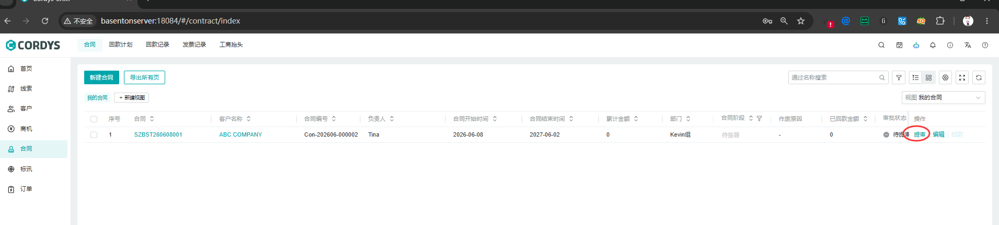 不安全 basentonserver:18084/#/contract/index
CORDYS 合同 回款计划 回款记录 发票记录 工商抬头
首页
线索
客户
商机
合同
标讯
订单
新建合同 导出所有页 通过名称搜索
我的合同 + 新建视图 视图 我的合同
序号 合同 客户名称 合同编号 负责人 合同开始时间 合同结束时间 累计金额 部门 合同阶段 作废原因 已回款金额 审批状态 操作
1 SZBST260608001 ABC COMPANY Con-202606-000002 Tina 2026-06-08 2027-06-02 0 Kevin组 待签署 - 0 待提审 提审 编辑 回款